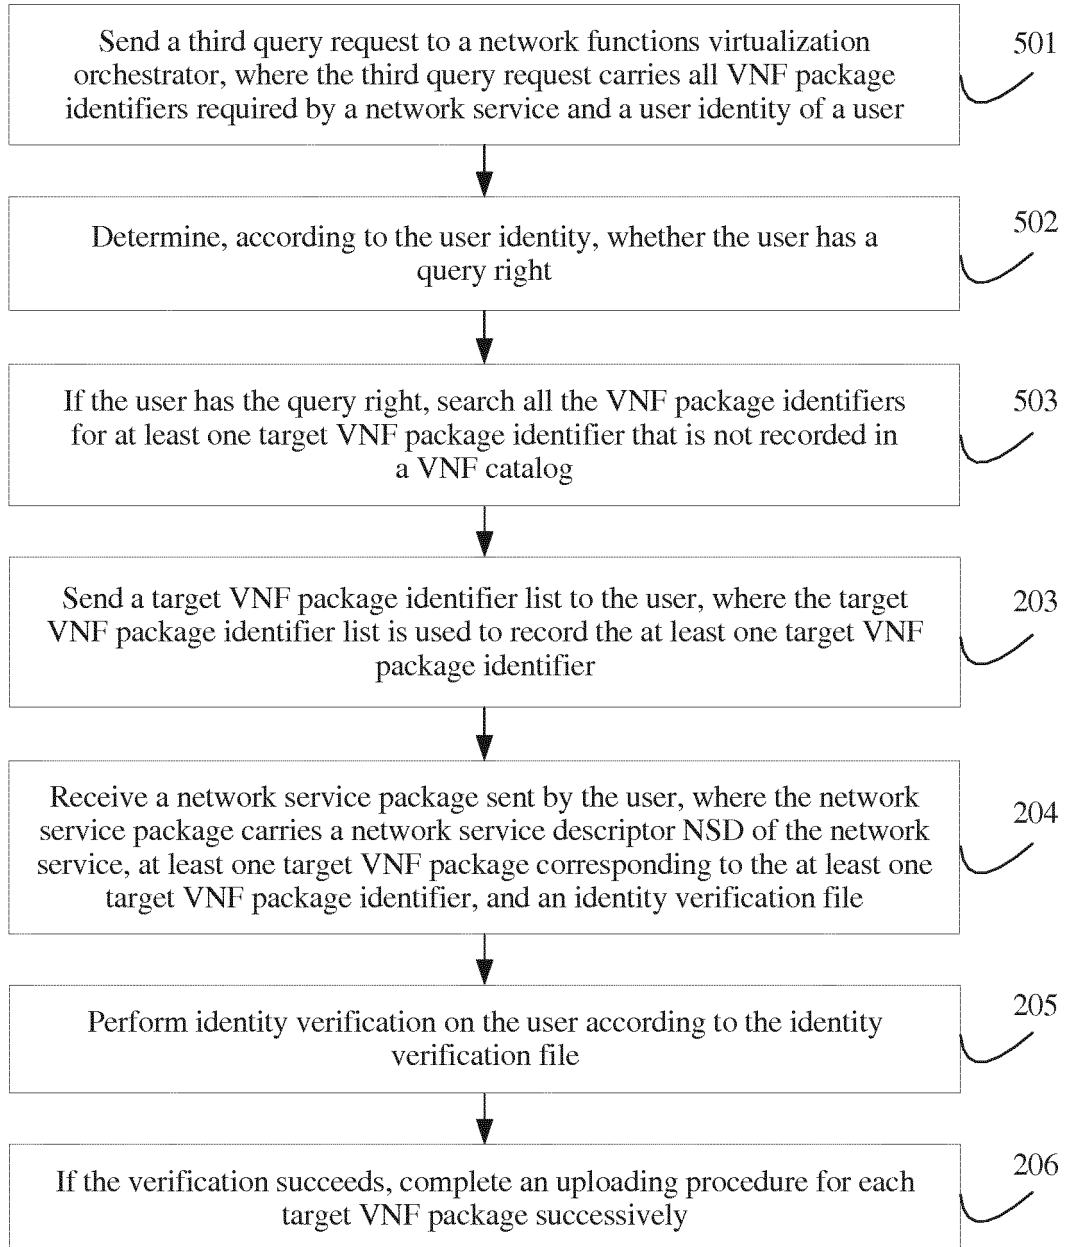 Send a third query request to a network functions virtualization
orchestrator, where the third query request carries all VNF package
identifiers required by a network service and a user identity of a user
501
Determine, according to the user identity, whether the user has a
query right
502
If the user has the query right, search all the VNF package identifiers
for at least one target VNF package identifier that is not recorded in
a VNF catalog
503
Send a target VNF package identifier list to the user, where the target
VNF package identifier list is used to record the at least one target VNF
package identifier
203
Receive a network service package sent by the user, where the network
service package carries a network service descriptor NSD of the network
service, at least one target VNF package corresponding to the at least one
target VNF package identifier, and an identity verification file
204
Perform identity verification on the user according to the identity
verification file
205
If the verification succeeds, complete an uploading procedure for each
target VNF package successively
206